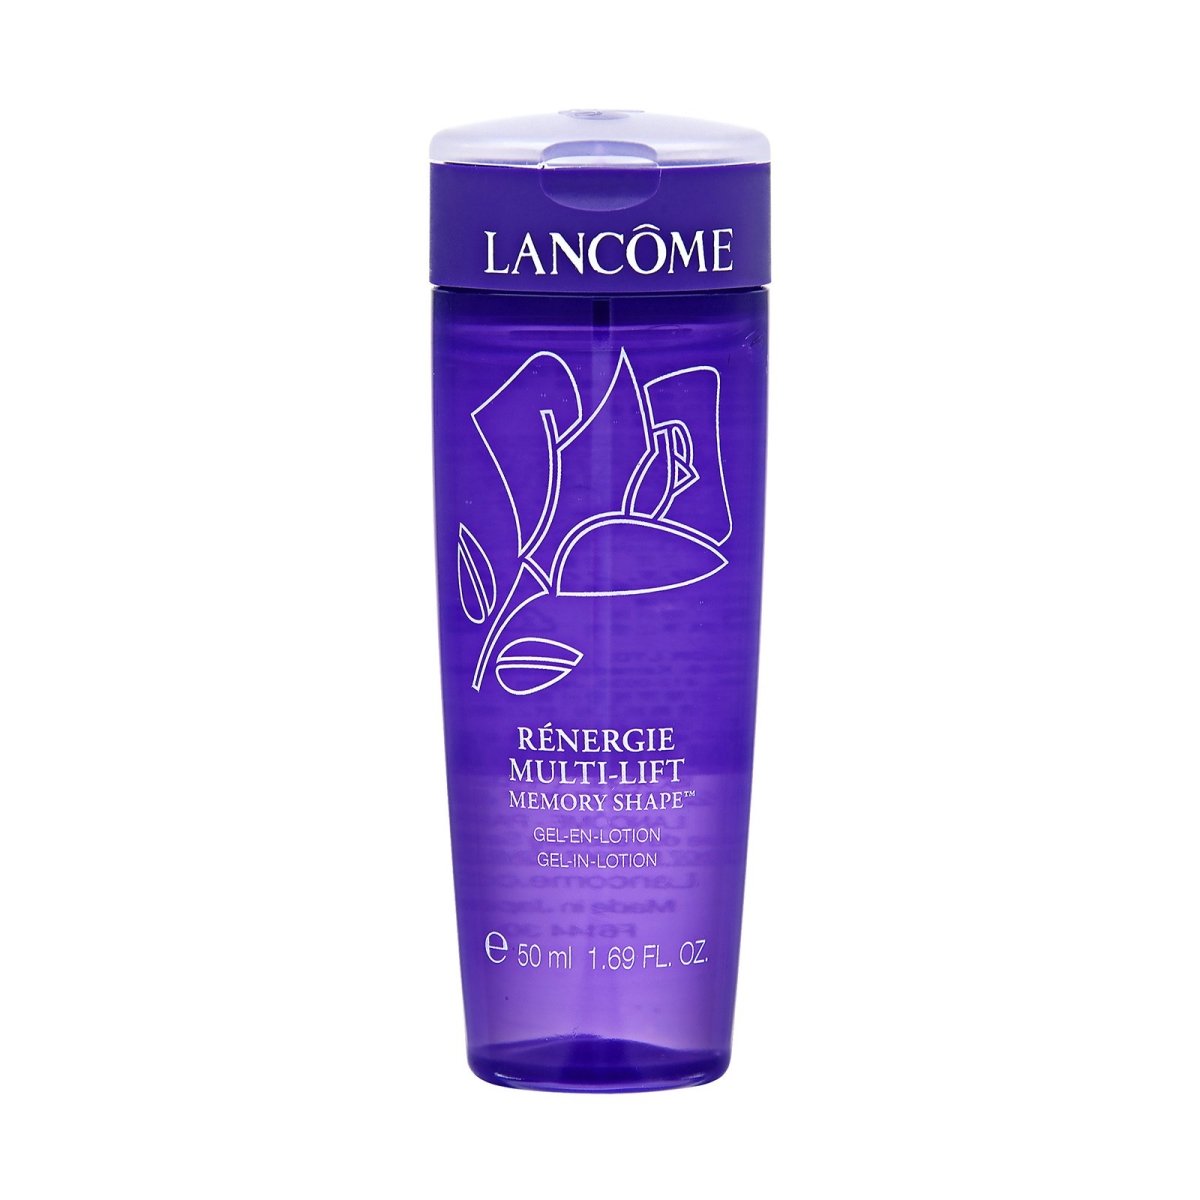 LANCÔME
RÉNERGIE
MULTI-LIFT
MEMORY SHAPE™
GEL-EN-LOTION
GEL-IN-LOTION
e 50 ml 1.69 FL. OZ.